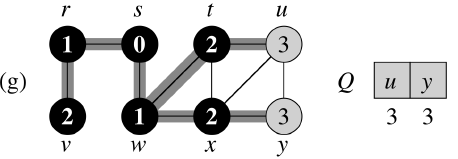 r s t u
1 0 2 3
(g) Q u y
2 1 2 3 3 3
v w x y